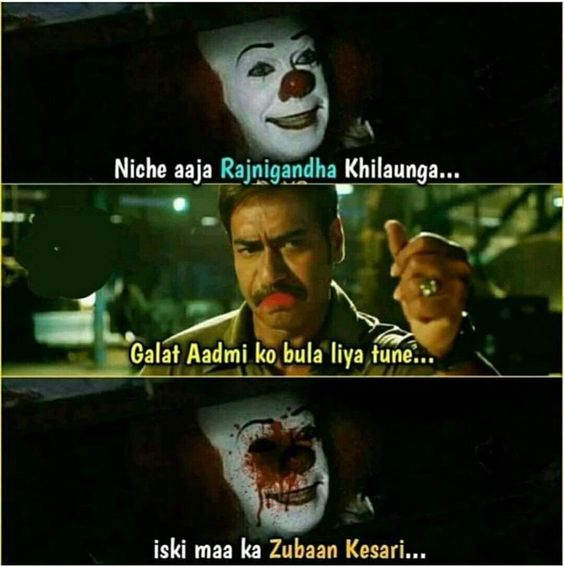 Niche aaja Rajnigandha Khilaunga...
Galat Aadmi ko bula liya tune...
iski maa ka Zubaan Kesari...